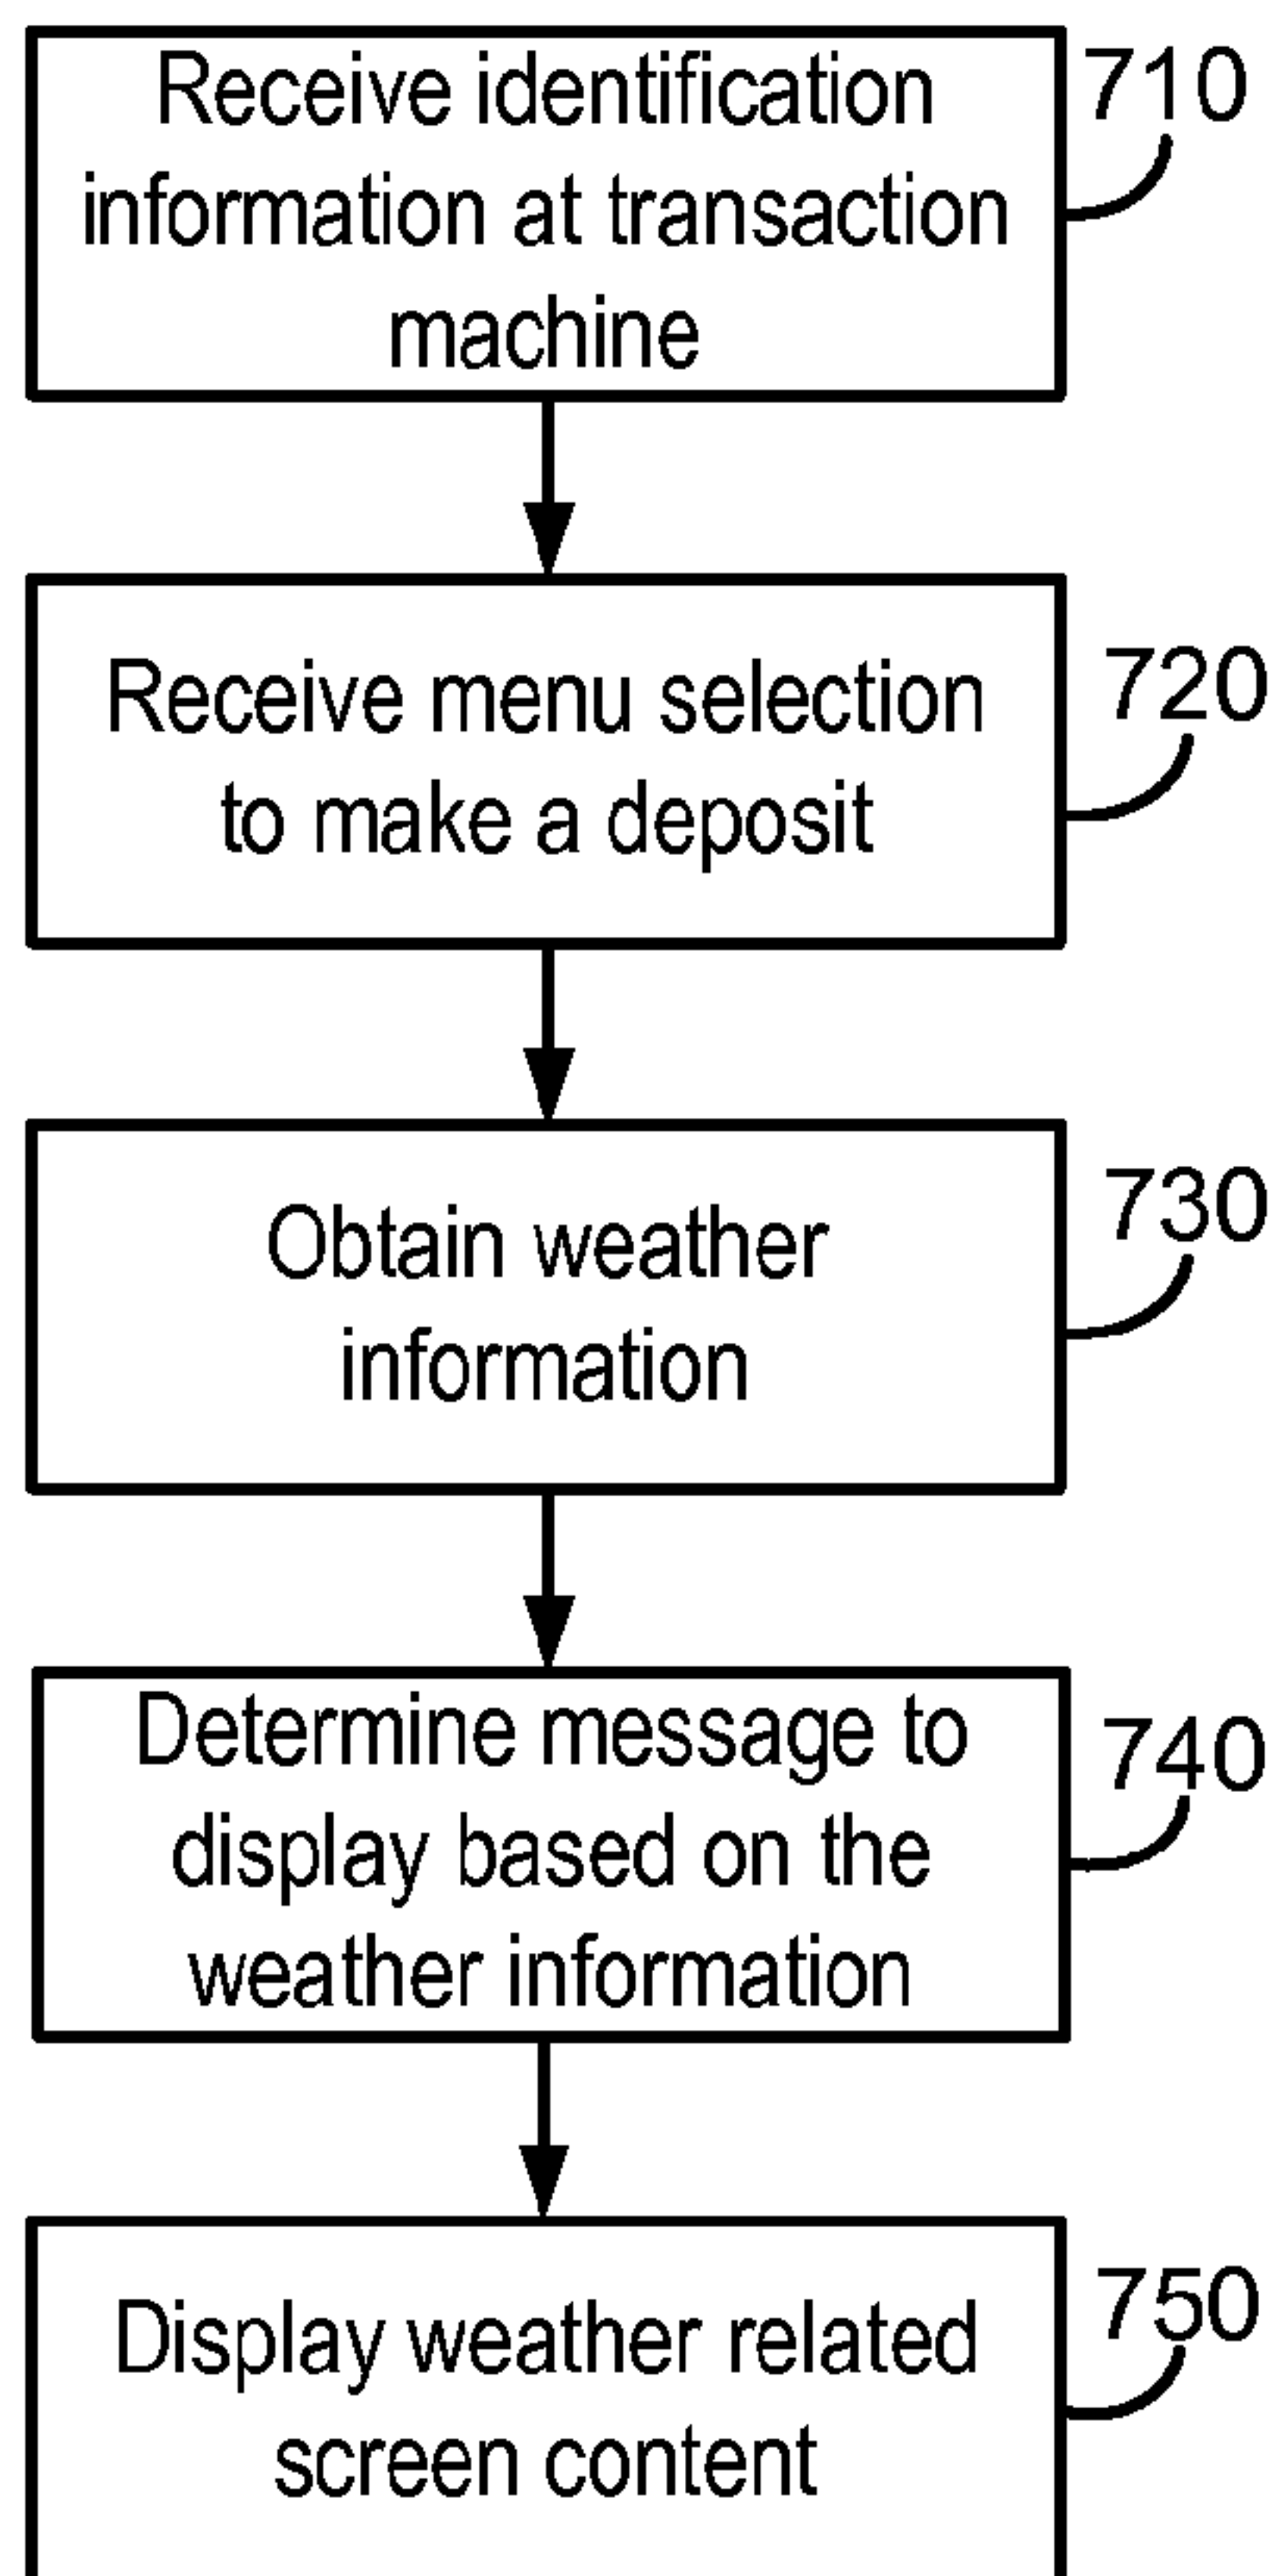 Receive identification
information at transaction
machine
710
Receive menu selection
to make a deposit
720
Obtain weather
information
730
Determine message to
display based on the
weather information
740
Display weather related
screen content
750